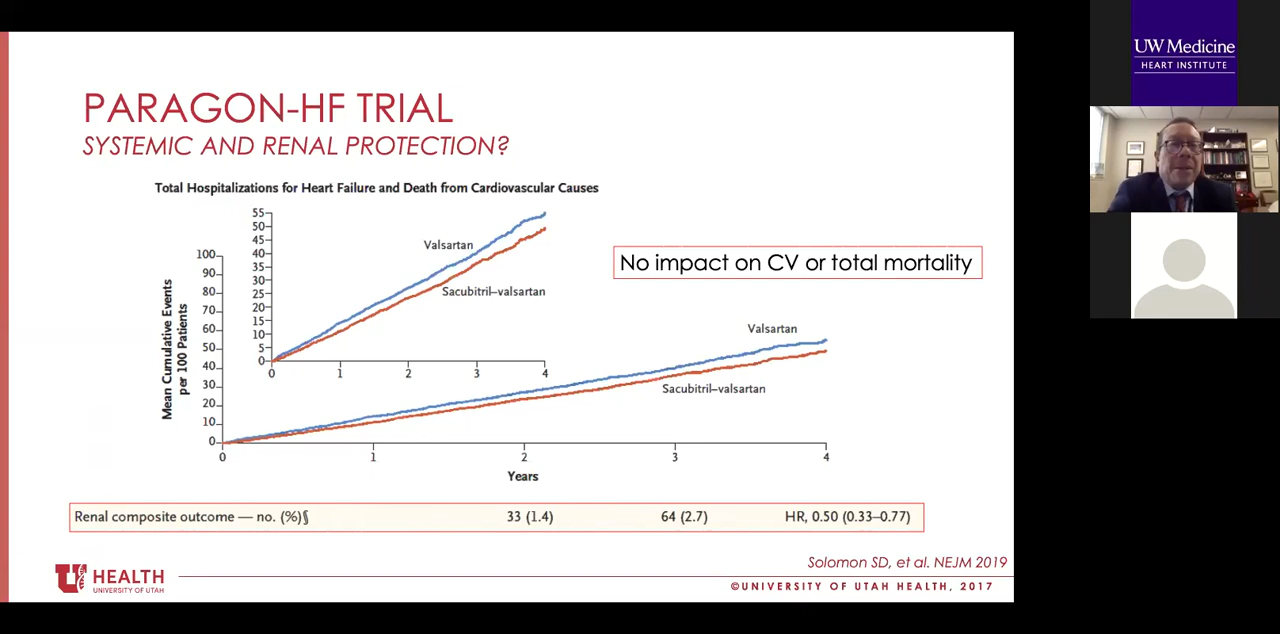 PARAGON-HF TRIAL
SYSTEMIC AND RENAL PROTECTION?
Total Hospitalizations for Heart Failure and Death from Cardiovascular Causes
Mean Cumulative Events
per 100 Patients
100
90
80
70
60
50
40
30
20
10
0
55
50
45
40
35
30
25
20
15
10
5
0
Valsartan
Sacubitril–valsartan
0 1 2 3 4
Valsartan
Sacubitril–valsartan
0 1 2 3 4
Years
No impact on CV or total mortality
Renal composite outcome — no. (%)§ 33 (1.4) 64 (2.7) HR, 0.50 (0.33–0.77)
Solomon SD, et al. NEJM 2019
U HEALTH
UNIVERSITY OF UTAH
©UNIVERSITY OF UTAH HEALTH, 2017
UW Medicine
HEART INSTITUTE